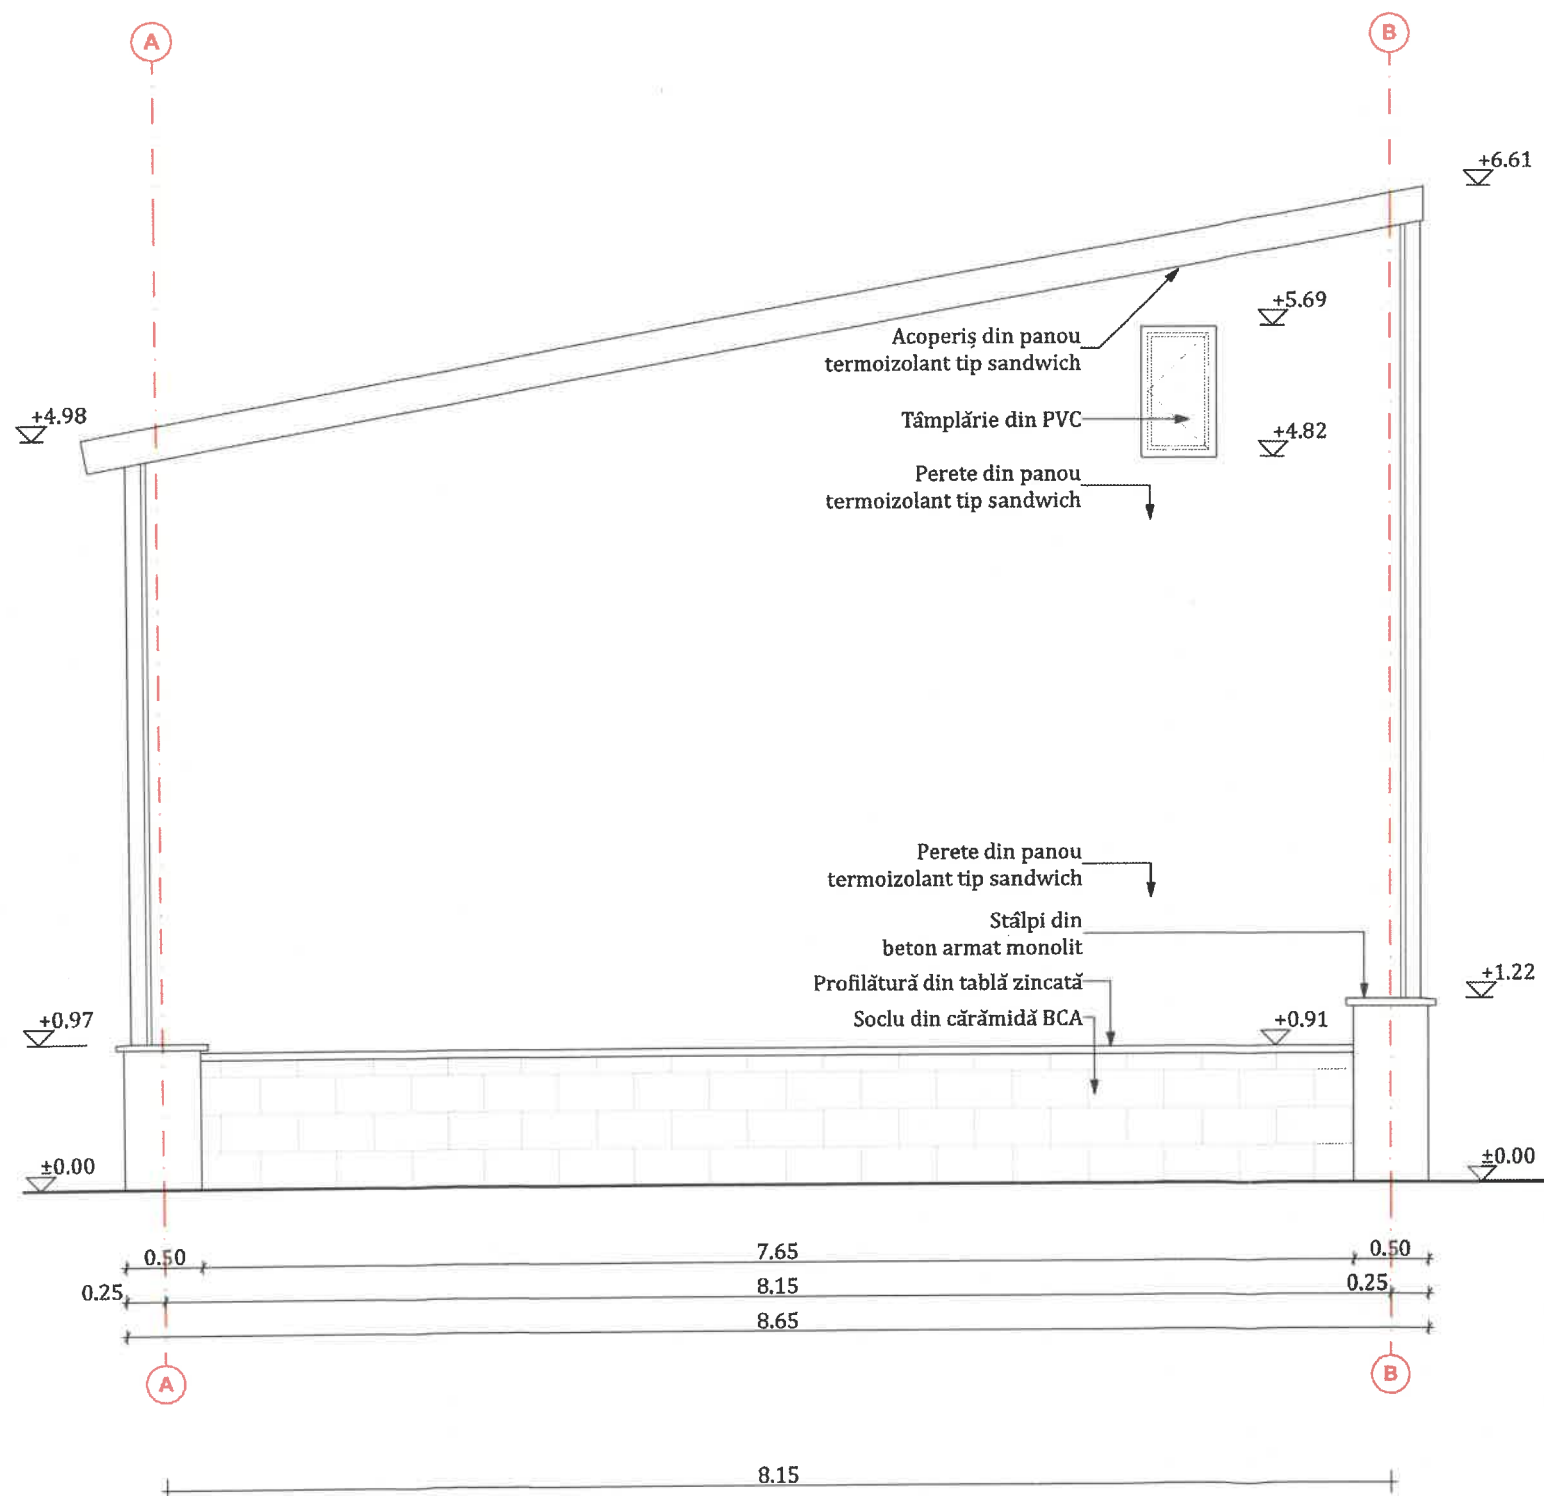 A
B
+6.61
+5.69
Acoperiș din panou
termoizolant tip sandwich
+4.98
Tâmplărie din PVC
+4.82
Perete din panou
termoizolant tip sandwich
Perete din panou
termoizolant tip sandwich
Stâlpi din
beton armat monolit
+1.22
Profilătură din tablă zincată
+0.97
Soclu din cărămidă BCA
+0.91
±0.00
±0.00
0.50
7.65
0.50
0.25
8.15
0.25
8.65
A
B
8.15